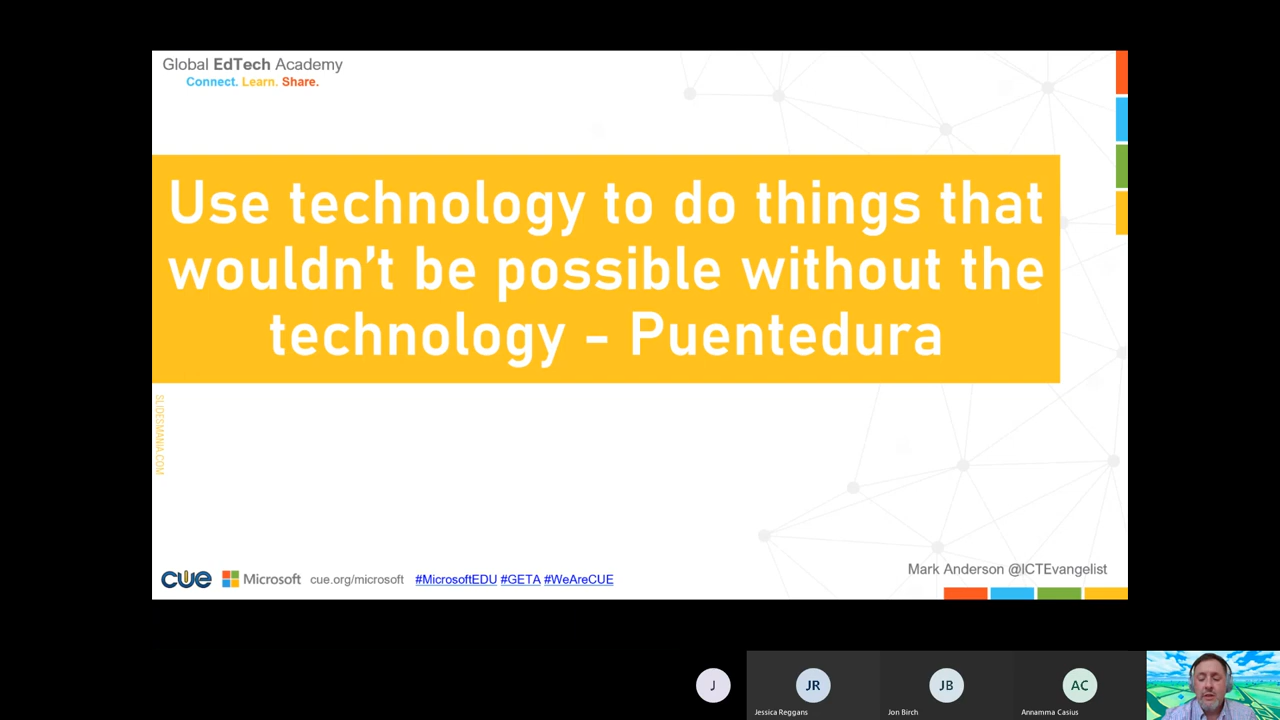 Global EdTech Academy
Connect. Learn. Share.
Use technology to do things that
wouldn't be possible without the
technology - Puentedura
SLIDESMANIA.COM
cue Microsoft cue.org/microsoft #MicrosoftEDU #GETA #WeAreCUE
Mark Anderson @ICTEvangelist
J
JR
Jessica Reggans
JB
Jon Birch
AC
Annamma Casius